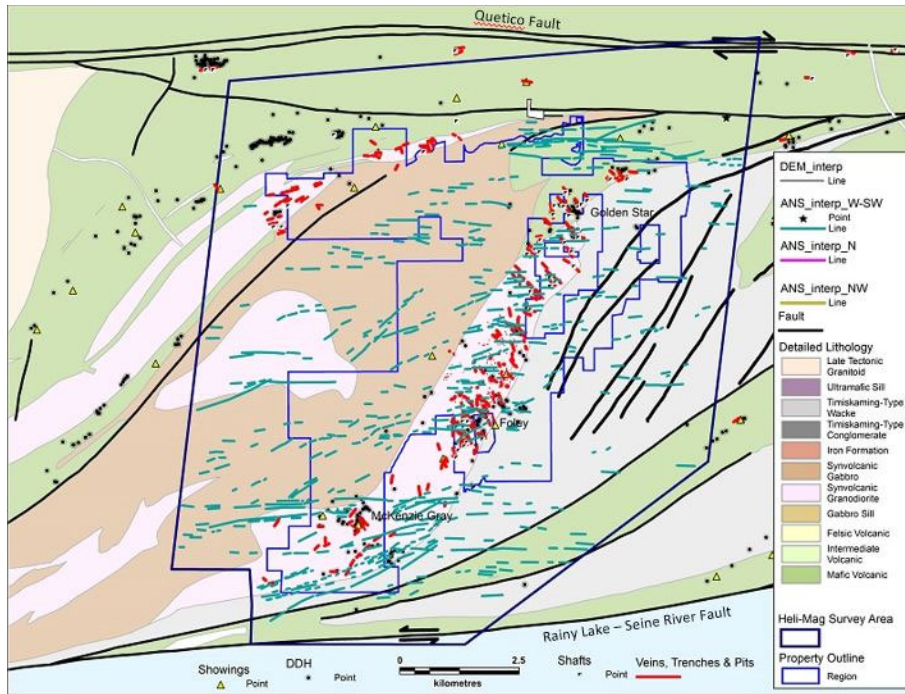 Quetico Fault
Golden Star
Foley
McKenzie Gray
Rainy Lake – Seine River Fault
DEM_interp
Line
ANS_interp_W-SW
Point
Line
ANS_interp_N
Line
ANS_interp_NW
Line
Fault
Detailed Lithology
Late Tectonic
Granitoid
Ultramafic Sill
Timiskaming-Type
Wacke
Timiskaming-Type
Conglomerate
Iron Formation
Synvolcanic
Gabbro
Synvolcanic
Granodiorite
Gabbro Sill
Felsic Volcanic
Intermediate
Volcanic
Mafic Volcanic
Heli-Mag Survey Area
Property Outline
Region
Showings
Point
DDH
Point
0 2.5
kilometres
Shafts
Point
Veins, Trenches & Pits